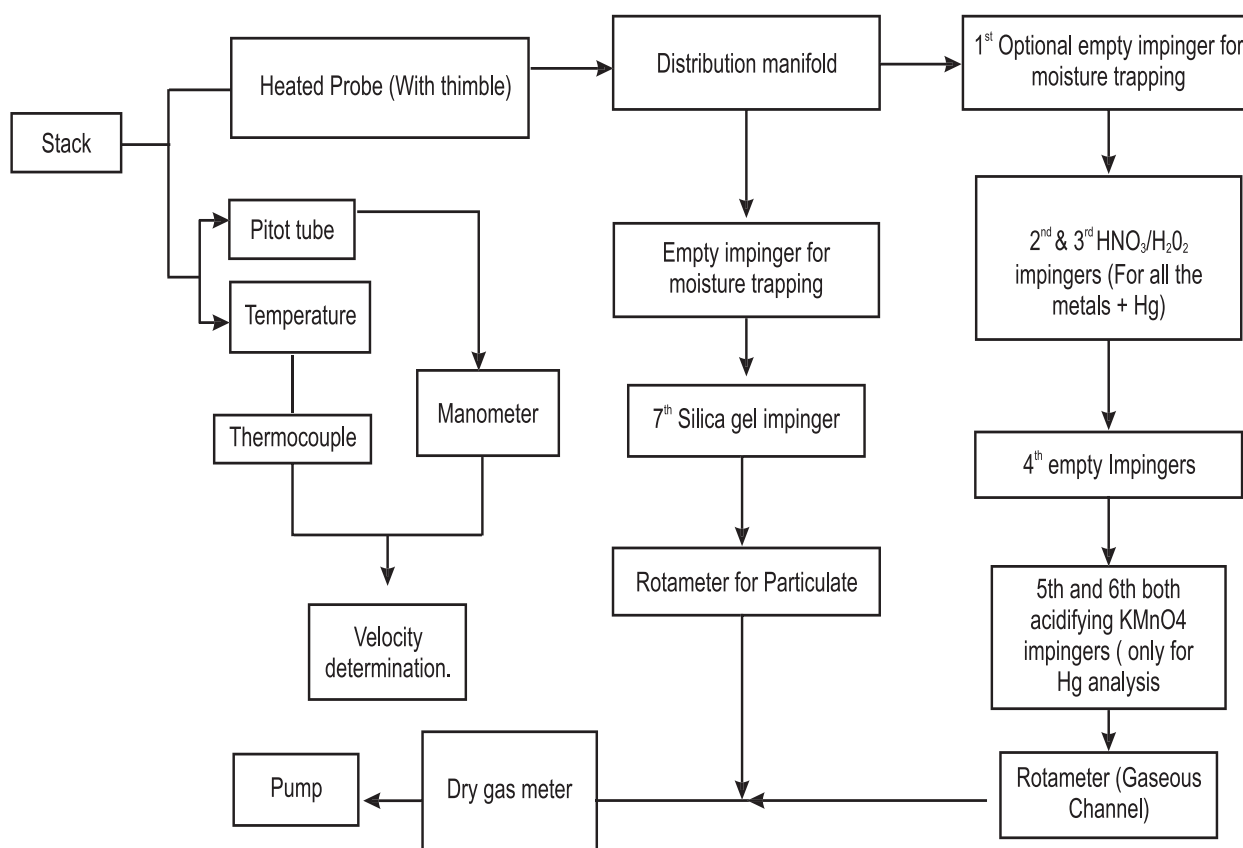 Stack
Heated Probe (With thimble)
Distribution manifold
1st Optional empty impinger for
moisture trapping
Pitot tube
Temperature
Thermocouple
Manometer
Velocity
determination.
Empty impinger for
moisture trapping
7th Silica gel impinger
Rotameter for Particulate
2nd & 3rd HNO3/H202
impingers (For all the
metals + Hg)
4th empty Impingers
5th and 6th both
acidifying KMnO4
impingers ( only for
Hg analysis
Rotameter (Gaseous
Channel)
Dry gas meter
Pump